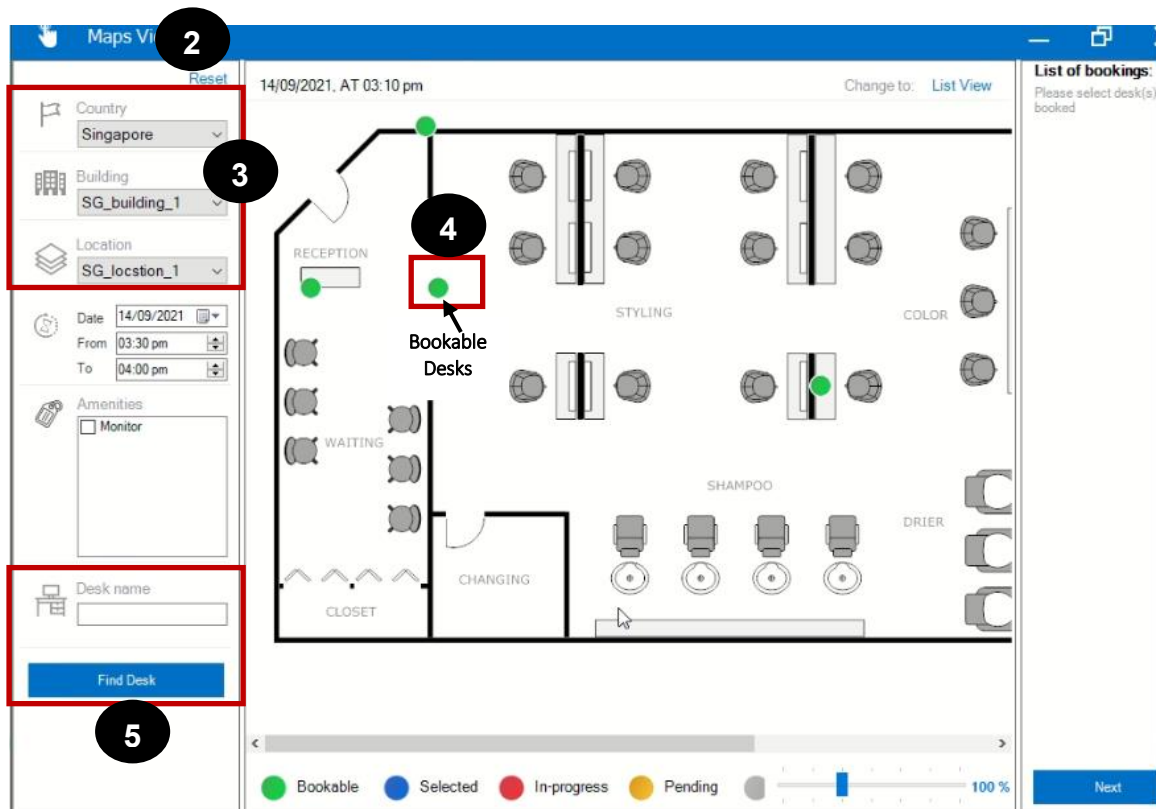 Maps Vi
2
Reset
3
Country
Singapore
Building
SG_building_1
Location
SG_locstion_1
Date 14/09/2021
From 03:30 pm
To 04:00 pm
Amenities
Monitor
Desk name
Find Desk
5
14/09/2021, AT 03:10 pm
Change to: List View
4
RECEPTION
Bookable
Desks
STYLING
COLOR
WAITING
SHAMPOO
DRIER
CHANGING
CLOSET
Bookable
Selected
In-progress
Pending
100 %
List of bookings:
Please select desk(s)
booked
Next